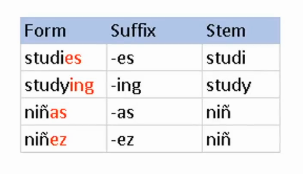 Form Suffix Stem
studies -es studi
studying -ing study
niñas -as niñ
niñez -ez niñ